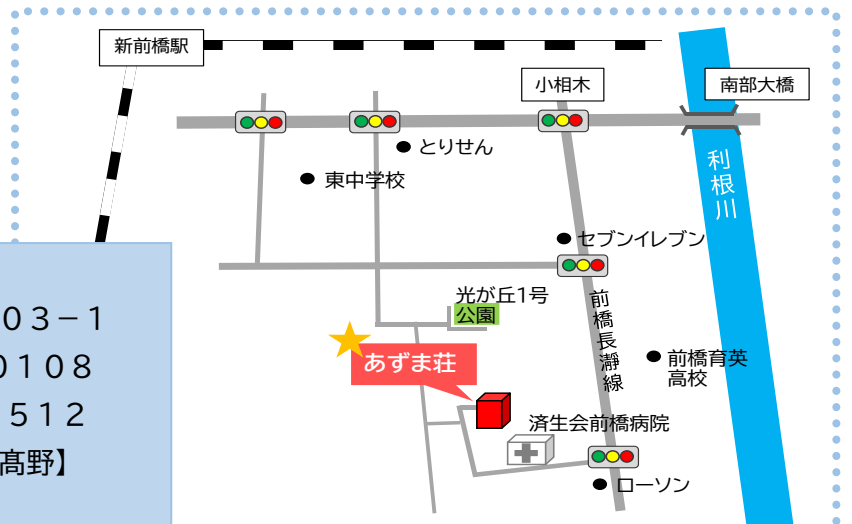 新前橋駅
小相木
南部大橋
とりせん
東中学校
利根川
セブンイレブン
光が丘1号
公園
前橋長瀞線
あずま荘
前橋育英
高校
済生会前橋病院
ローソン
０３－１
０１０８
５１２
髙野】